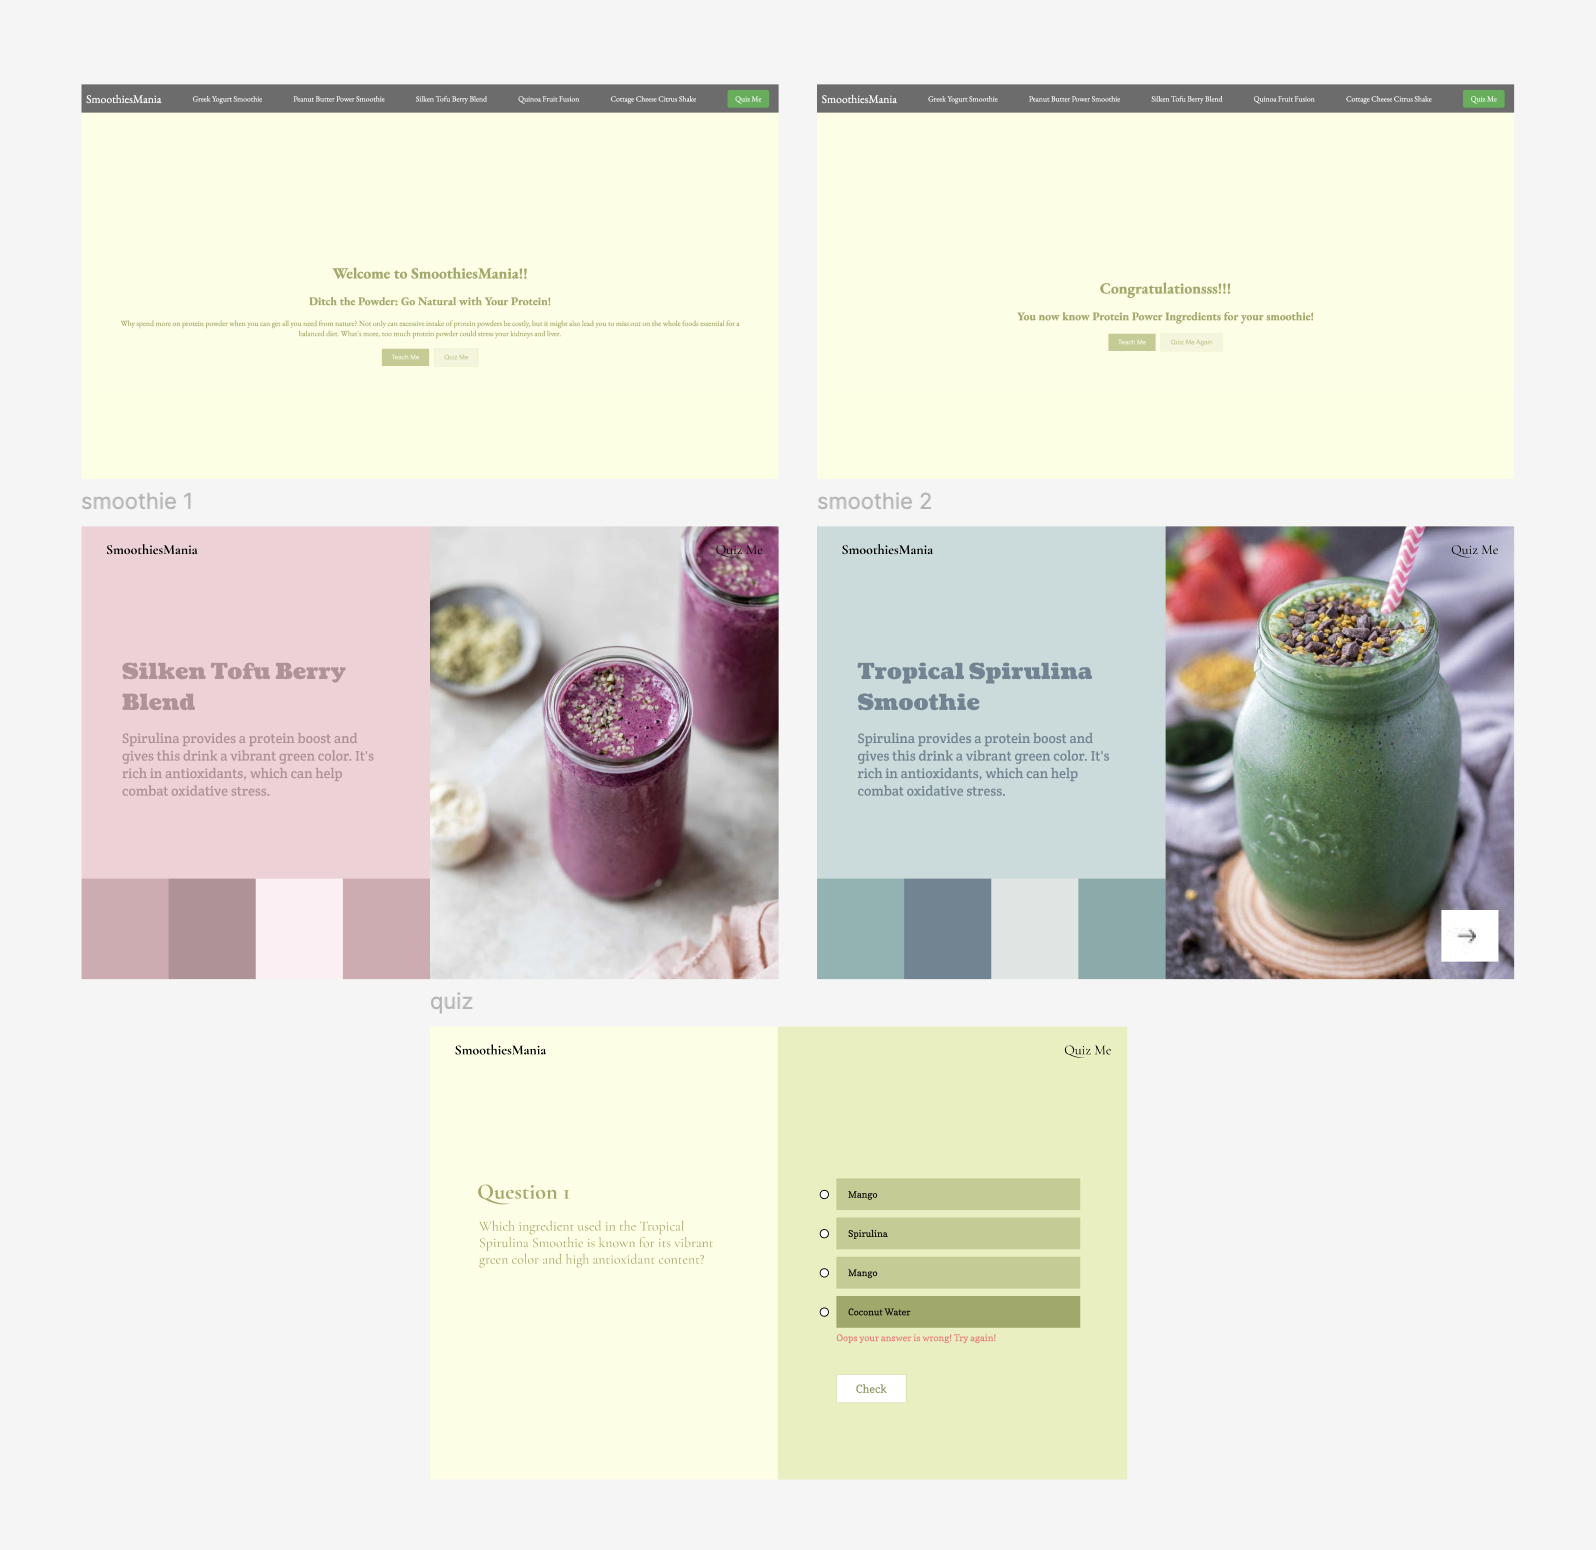 SmoothiesMania Greek Yogurt Smoothie Peanut Butter Power Smoothie Silken Tofu Berry Blend Quinoa Fruit Fusion Cottage Cheese Citrus Shake Quiz Me
Welcome to SmoothiesMania!!
Ditch the Powder: Go Natural with Your Protein!
Why spend more on protein powder when you can get all you need from nature? Not only can excessive intake of protein powders be costly, but it might also lead you to miss out on the whole foods essential for a
balanced diet. What's more, too much protein powder could stress your kidneys and liver.
Teach Me Quiz Me
SmoothiesMania Greek Yogurt Smoothie Peanut Butter Power Smoothie Silken Tofu Berry Blend Quinoa Fruit Fusion Cottage Cheese Citrus Shake Quiz Me
Congratulationsss!!!
You now know Protein Power Ingredients for your smoothie!
Teach Me Quiz Me Again
smoothie 1
SmoothiesMania Quiz Me
Silken Tofu Berry
Blend
Spirulina provides a protein boost and
gives this drink a vibrant green color. It's
rich in antioxidants, which can help
combat oxidative stress.
smoothie 2
SmoothiesMania Quiz Me
Tropical Spirulina
Smoothie
Spirulina provides a protein boost and
gives this drink a vibrant green color. It's
rich in antioxidants, which can help
combat oxidative stress.
quiz
SmoothiesMania Quiz Me
Question 1
Which ingredient used in the Tropical
Spirulina Smoothie is known for its vibrant
green color and high antioxidant content?
Mango
Spirulina
Mango
Coconut Water
Oops your answer is wrong! Try again!
Check